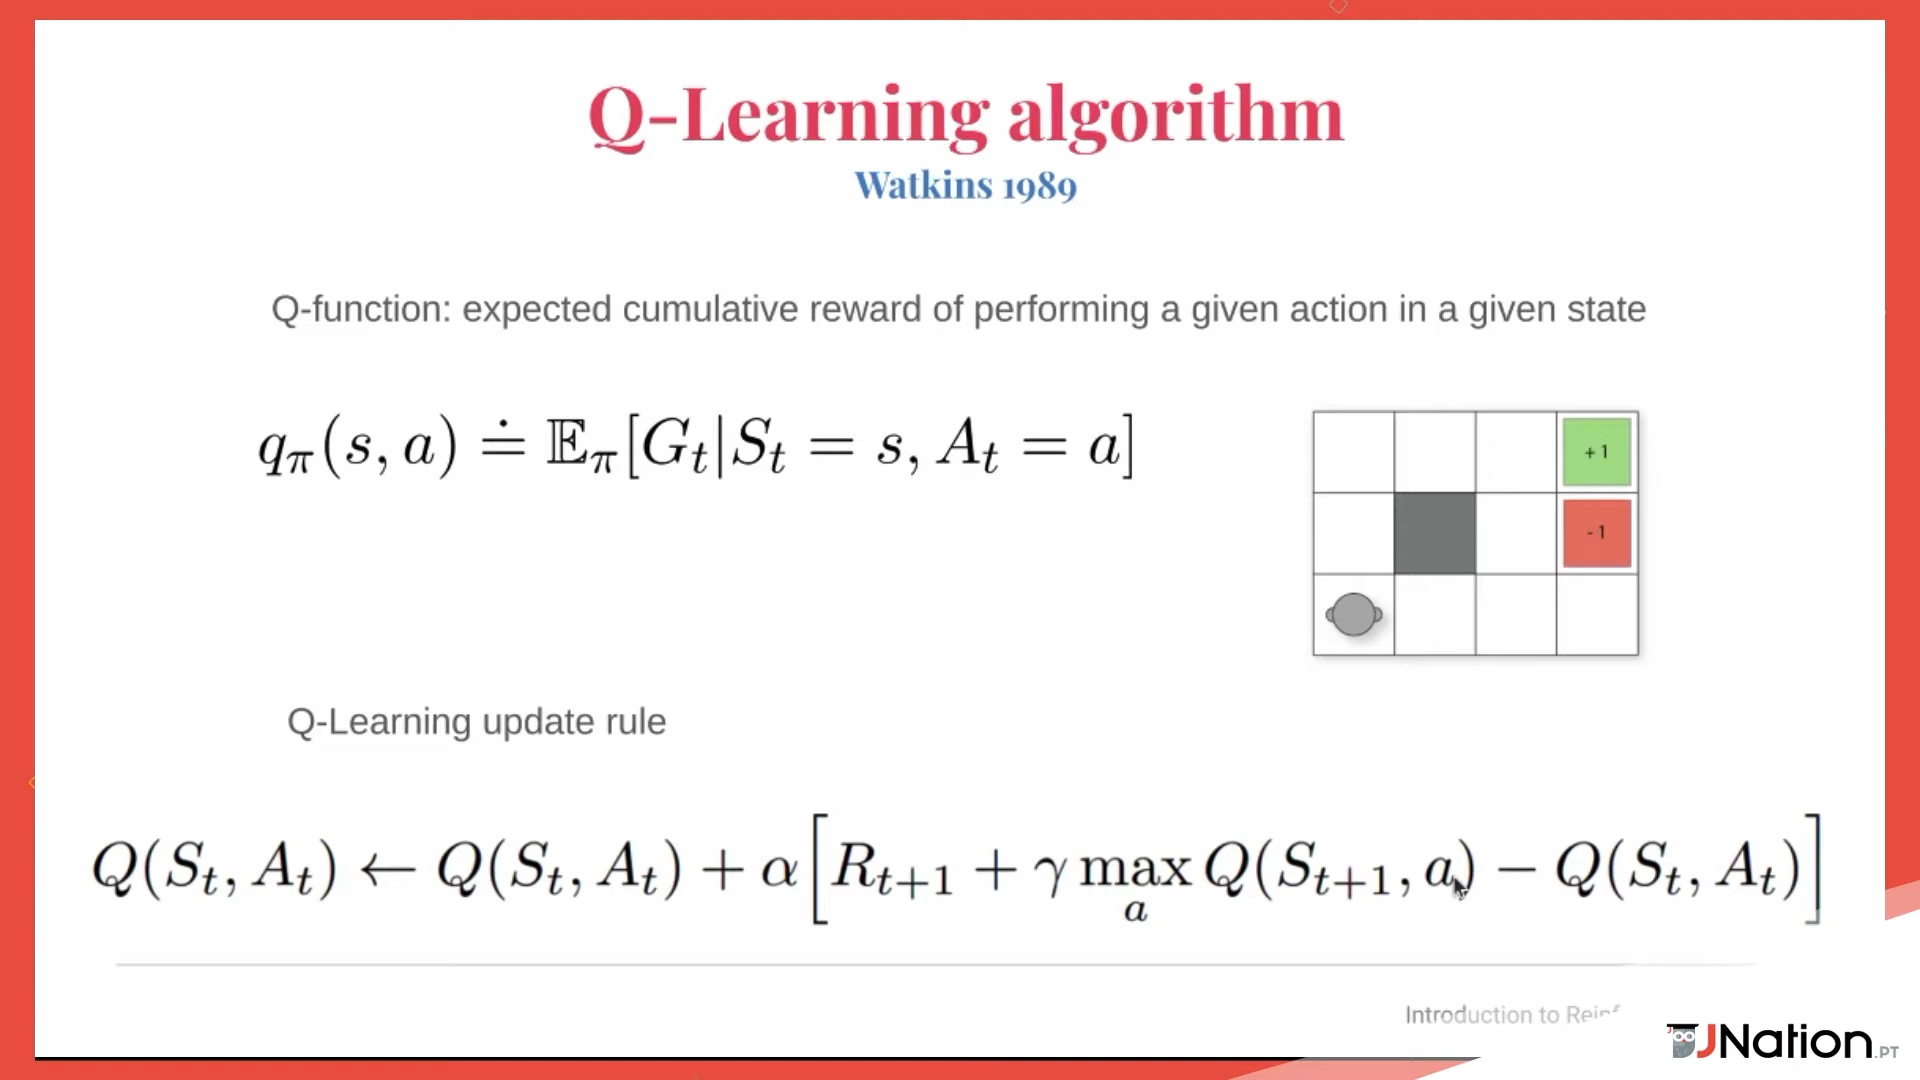 Q-Learning algorithm
Watkins 1989
Q-function: expected cumulative reward of performing a given action in a given state
qπ(s, a) ≐ 𝔼π[Gt|St = s, At = a]
+ 1
- 1
Q-Learning update rule
Q(St, At) ← Q(St, At) + α[Rt+1 + γ max Q(St+1, a) − Q(St, At)]
a
Introduction to
JNation.PT